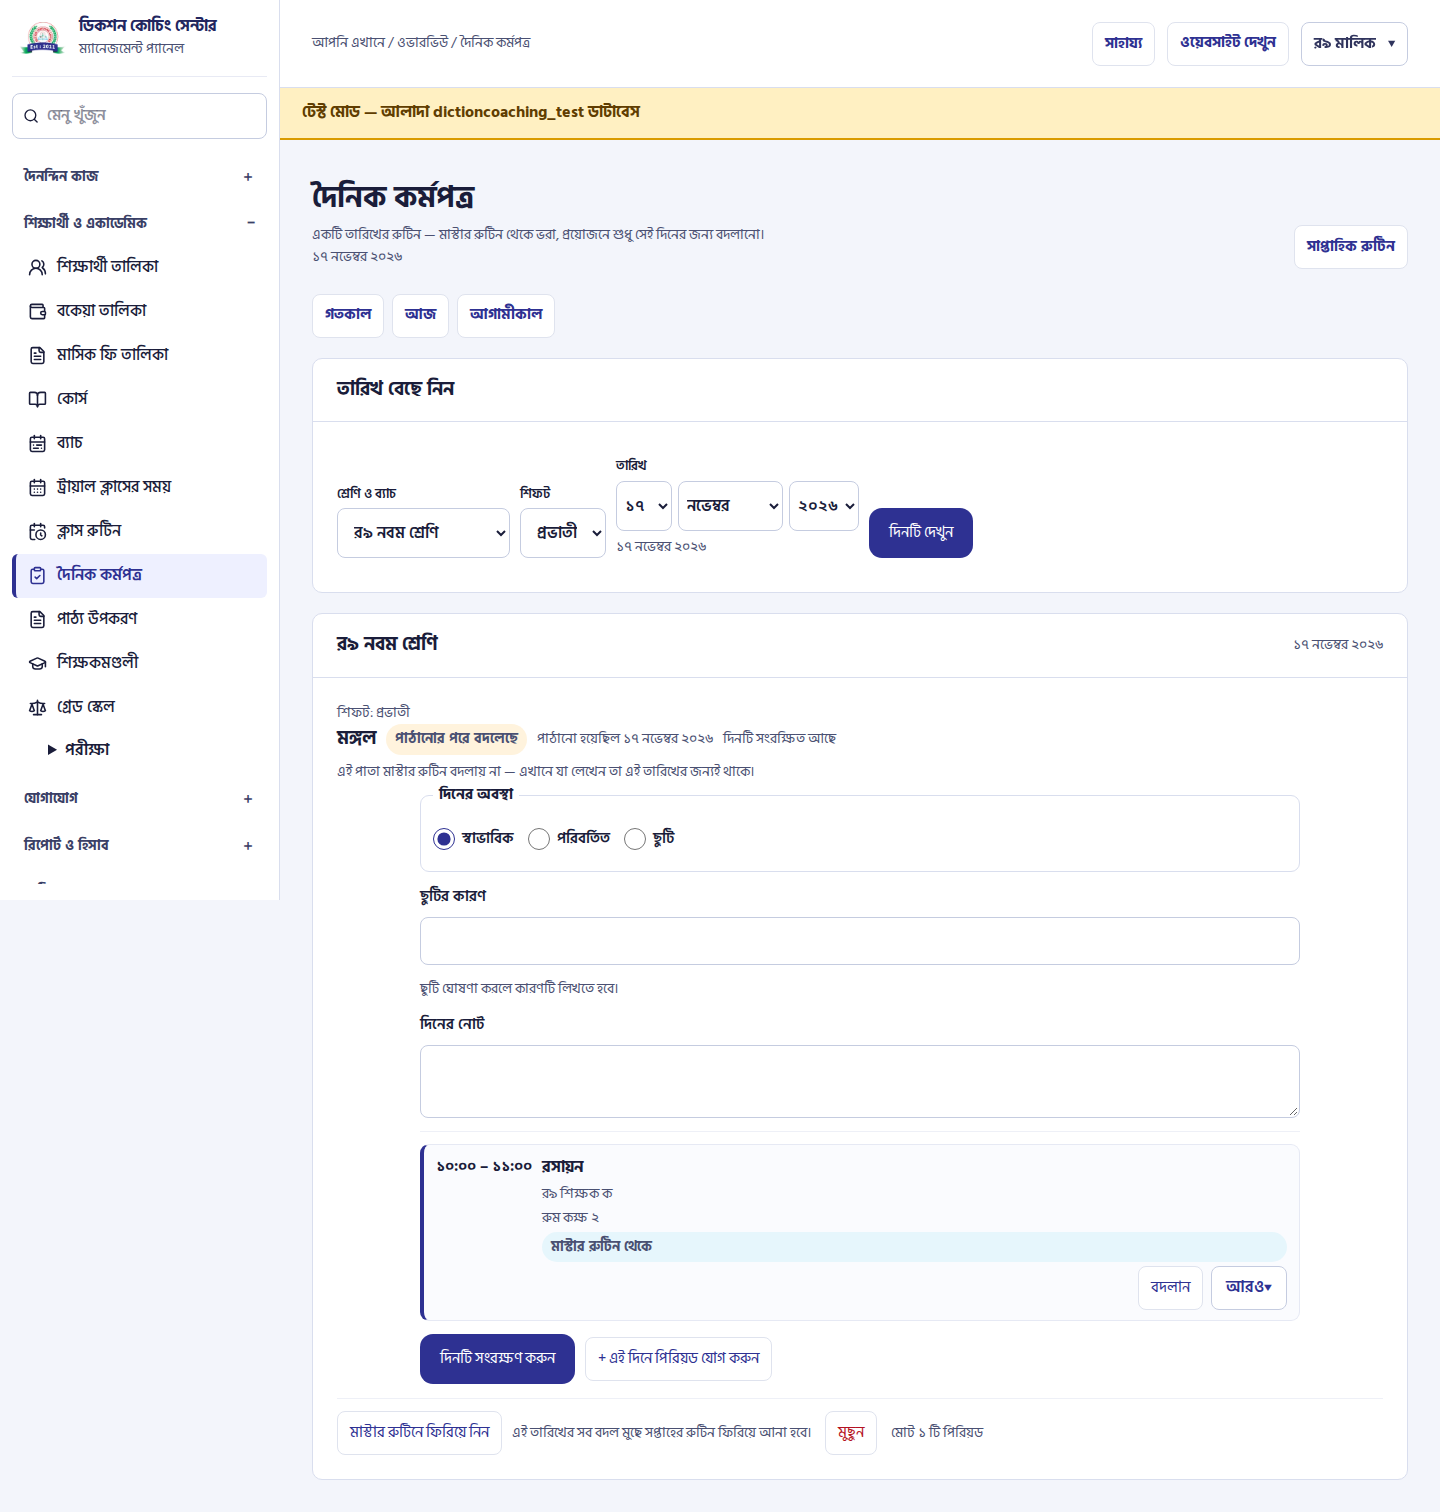 ডিকশন কোচিং সেন্টার
ম্যানেজমেন্ট প্যানেল
Est : 2011
মেনু খুঁজুন
দৈনন্দিন কাজ +
শিক্ষার্থী ও একাডেমিক −
শিক্ষার্থী তালিকা
বকেয়া তালিকা
মাসিক ফি তালিকা
কোর্স
ব্যাচ
ট্রায়াল ক্লাসের সময়
ক্লাস রুটিন
দৈনিক কর্মপত্র
পাঠ্য উপকরণ
শিক্ষকমণ্ডলী
গ্রেড স্কেল
▶ পরীক্ষা
যোগাযোগ +
রিপোর্ট ও হিসাব +
আপনি এখানে / ওভারভিউ / দৈনিক কর্মপত্র
সাহায্য
ওয়েবসাইট দেখুন
র৯ মালিক ▾
টেস্ট মোড — আলাদা dictioncoaching_test ডাটাবেস
দৈনিক কর্মপত্র
একটি তারিখের রুটিন — মাস্টার রুটিন থেকে ভরা, প্রয়োজনে শুধু সেই দিনের জন্য বদলানো।
১৭ নভেম্বর ২০২৬
সাপ্তাহিক রুটিন
গতকাল
আজ
আগামীকাল
তারিখ বেছে নিন
শ্রেণি ও ব্যাচ
র৯ নবম শ্রেণি
শিফট
প্রভাতী
তারিখ
১৭ নভেম্বর ২০২৬
১৭ নভেম্বর ২০২৬
দিনটি দেখুন
র৯ নবম শ্রেণি
১৭ নভেম্বর ২০২৬
শিফট: প্রভাতী
মঙ্গল পাঠানোর পরে বদলেছে পাঠানো হয়েছিল ১৭ নভেম্বর ২০২৬ দিনটি সংরক্ষিত আছে
এই পাতা মাস্টার রুটিন বদলায় না — এখানে যা লেখেন তা এই তারিখের জন্যই থাকে।
দিনের অবস্থা
স্বাভাবিক পরিবর্তিত ছুটি
ছুটির কারণ
ছুটি ঘোষণা করলে কারণটি লিখতে হবে।
দিনের নোট
১০:০০ – ১১:০০ রসায়ন
র৯ শিক্ষক ক
রুম কক্ষ ২
মাস্টার রুটিন থেকে
বদলান
আরও▾
দিনটি সংরক্ষণ করুন
+ এই দিনে পিরিয়ড যোগ করুন
মাস্টার রুটিনে ফিরিয়ে নিন
এই তারিখের সব বদল মুছে সপ্তাহের রুটিন ফিরিয়ে আনা হবে।
মুছুন
মোট ১ টি পিরিয়ড